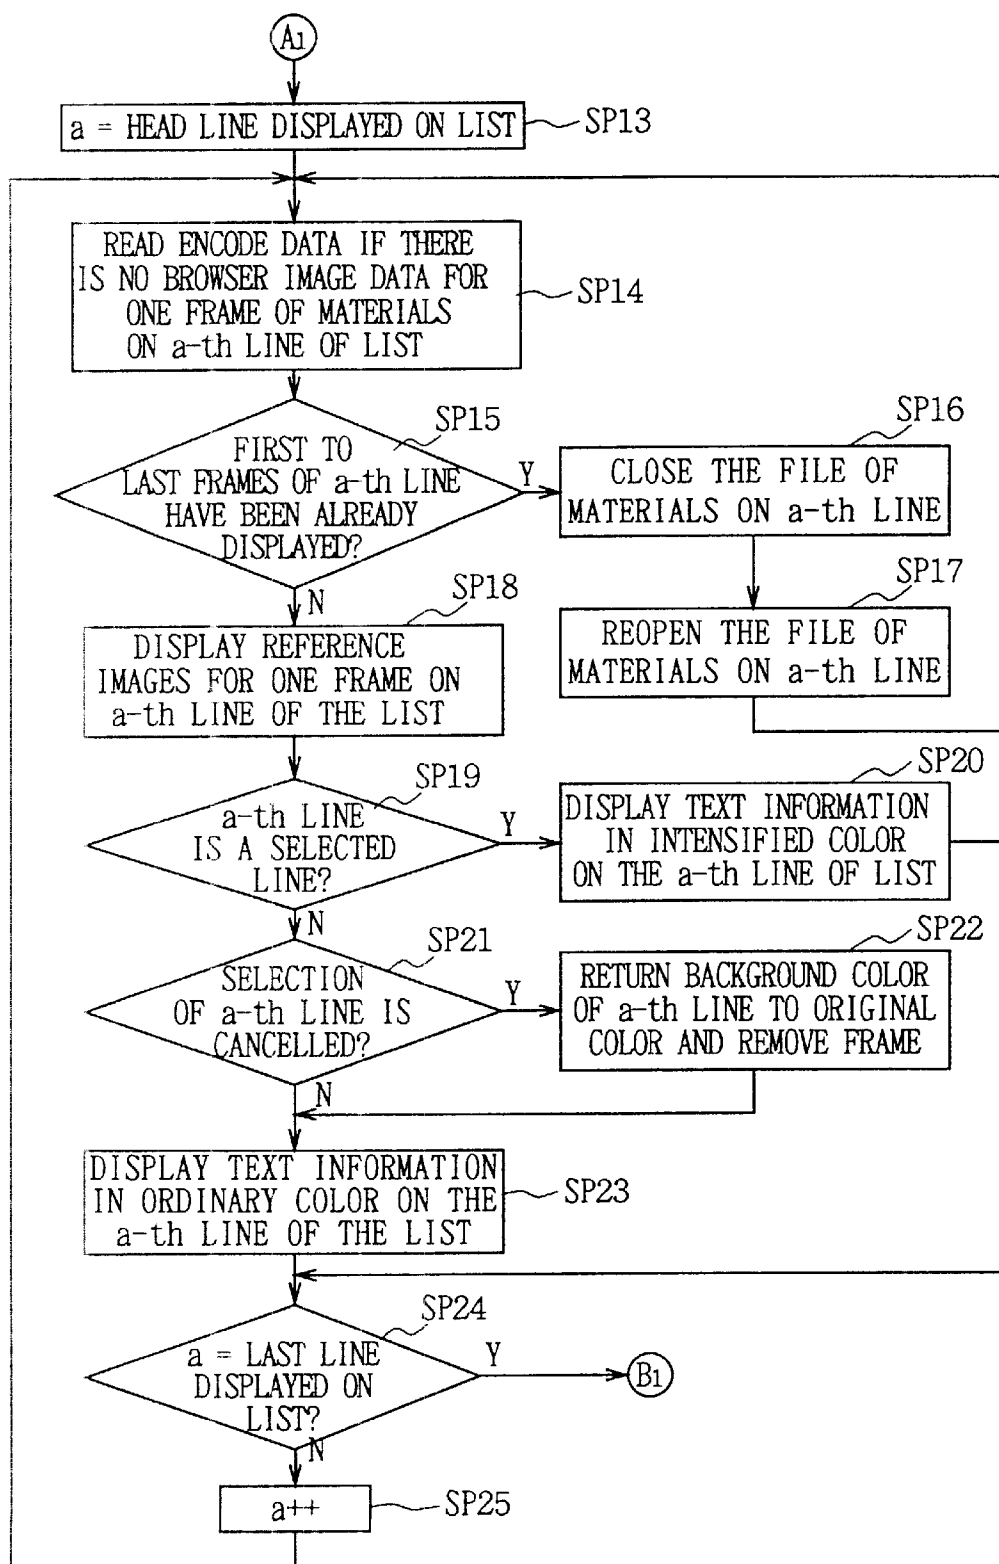 A1
a = HEAD LINE DISPLAYED ON LIST
SP13
READ ENCODE DATA IF THERE
IS NO BROWSER IMAGE DATA FOR
ONE FRAME OF MATERIALS
ON a-th LINE OF LIST
SP14
SP15
FIRST TO
LAST FRAMES OF a-th LINE
HAVE BEEN ALREADY
DISPLAYED?
Y
N
SP16
CLOSE THE FILE OF
MATERIALS ON a-th LINE
SP17
REOPEN THE FILE OF
MATERIALS ON a-th LINE
SP18
DISPLAY REFERENCE
IMAGES FOR ONE FRAME ON
a-th LINE OF THE LIST
SP19
a-th LINE
IS A SELECTED
LINE?
Y
N
SP20
DISPLAY TEXT INFORMATION
IN INTENSIFIED COLOR
ON THE a-th LINE OF LIST
SP21
SELECTION
OF a-th LINE IS
CANCELLED?
Y
N
SP22
RETURN BACKGROUND COLOR
OF a-th LINE TO ORIGINAL
COLOR AND REMOVE FRAME
DISPLAY TEXT INFORMATION
IN ORDINARY COLOR ON THE
a-th LINE OF THE LIST
SP23
SP24
a = LAST LINE
DISPLAYED ON
LIST?
Y
B1
N
a++
SP25